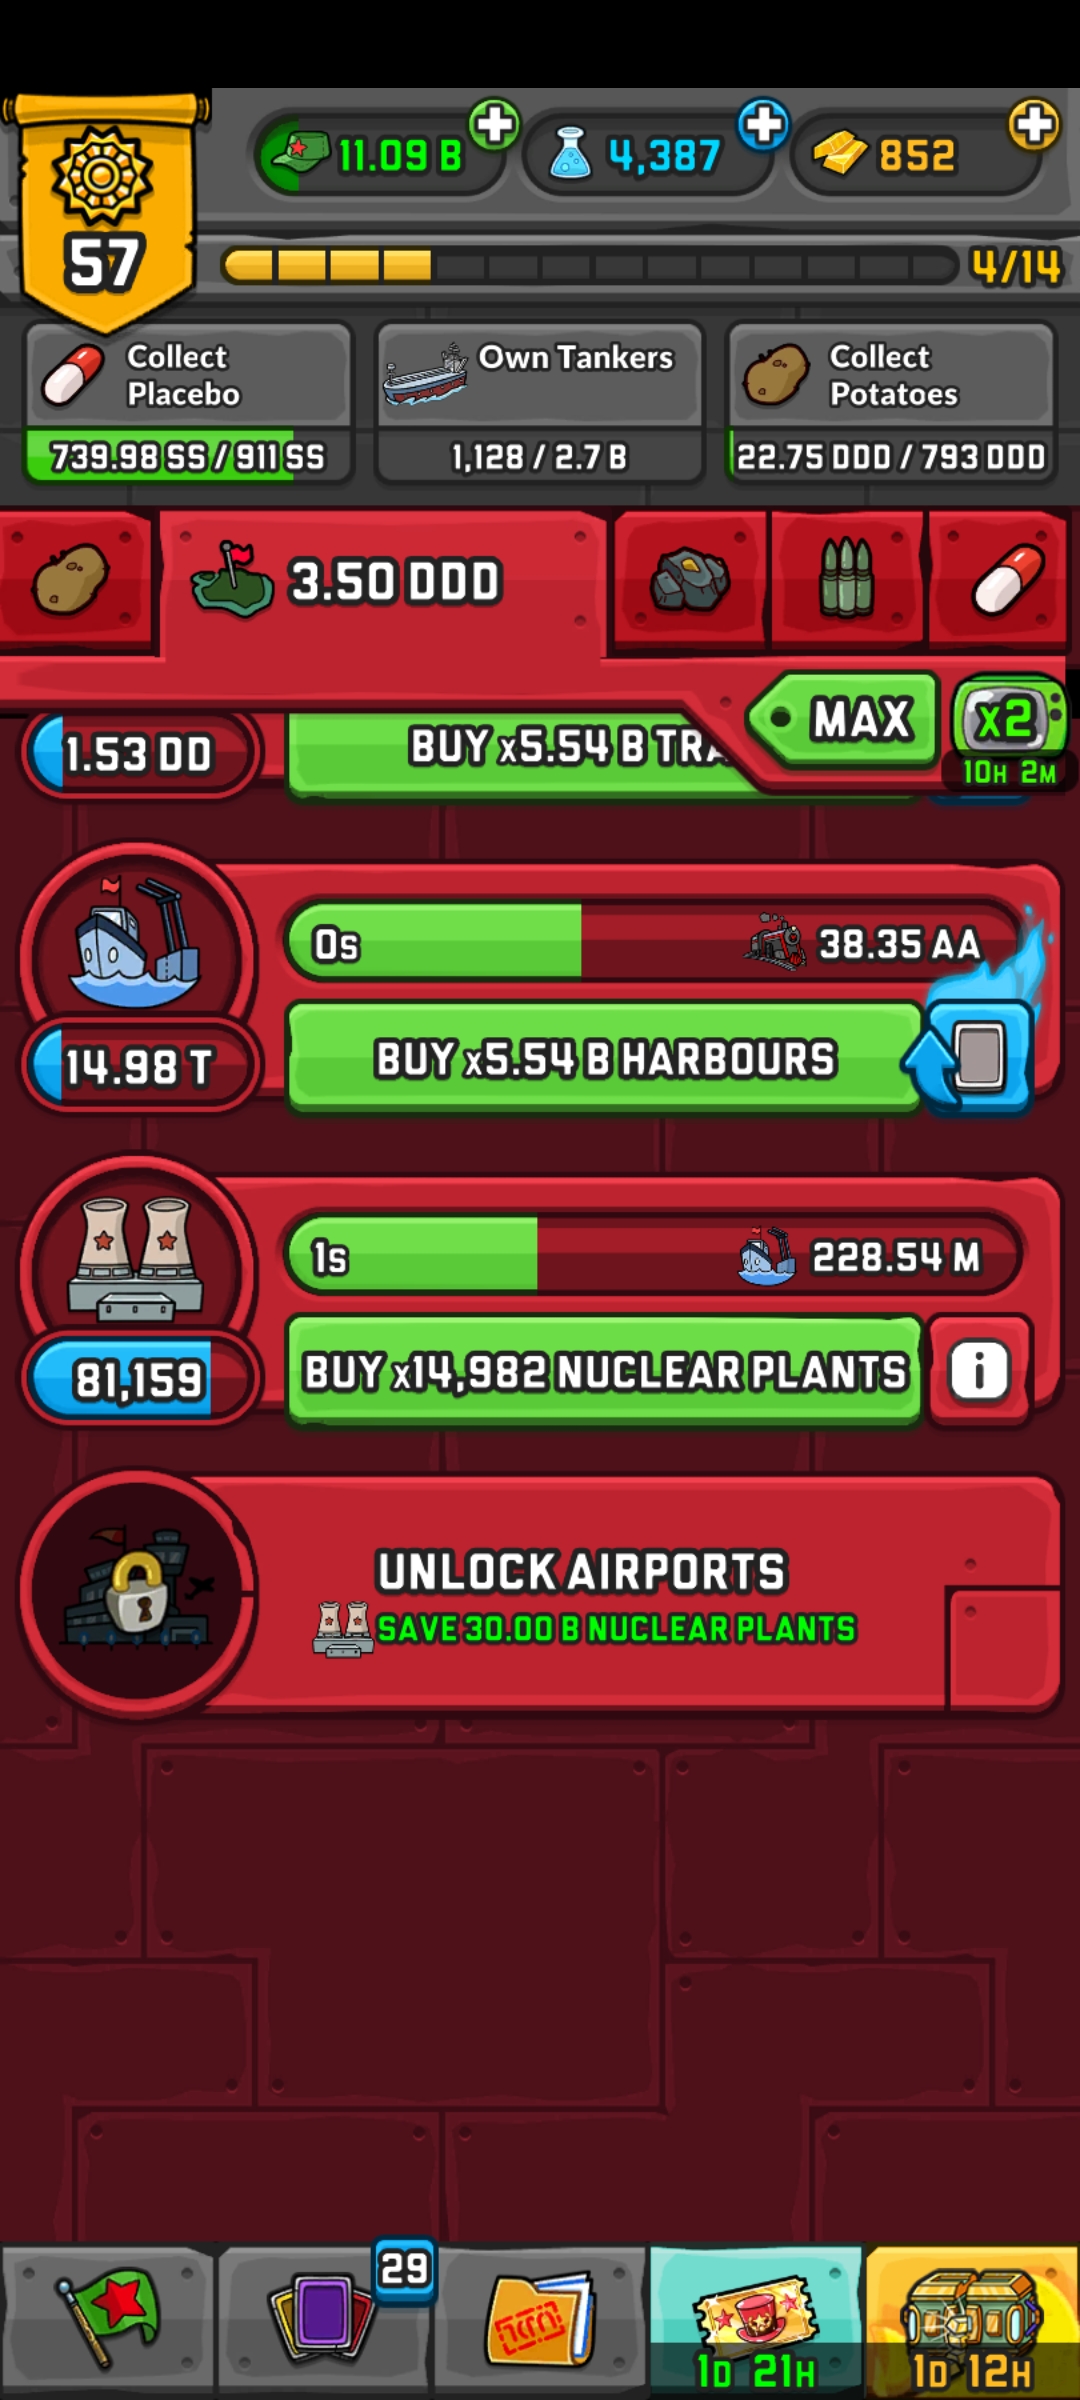 57
11.09 B
4,387
852
4/14
Collect
Placebo
739.98 SS / 911 SS
Own Tankers
1,128 / 2.7 B
Collect
Potatoes
22.75 DDD / 793 DDD
3.50 DDD
MAX
x2
10H 2M
1.53 DD
BUY x5.54 B
0s
38.35 AA
14.98 T
BUY x5.54 B HARBOURS
1s
228.54 M
81,159
BUY x14,982 NUCLEAR PLANTS
i
UNLOCK AIRPORTS
SAVE 30.00 B NUCLEAR PLANTS
29
1D 21H
1D 12H